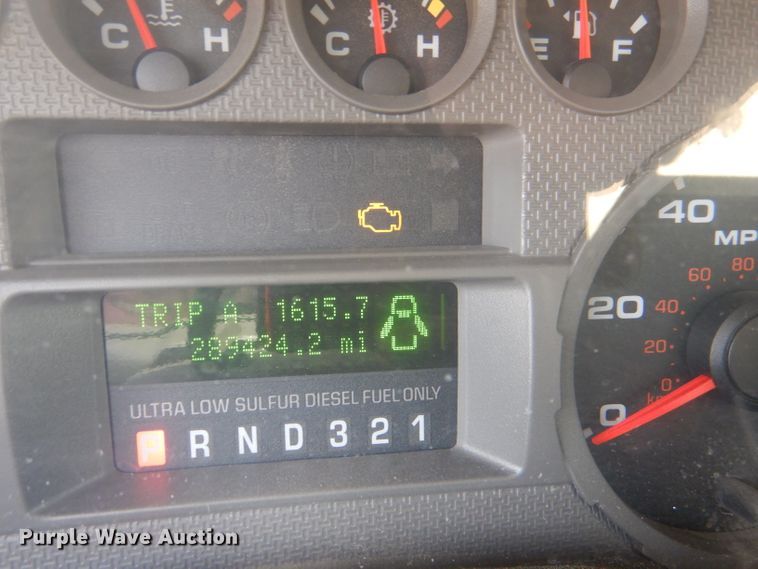 C H
C H
E F
40
MP
60 80
20
40
20
0
k
0
TRIP A 1615.7
289424.2 mi
ULTRA LOW SULFUR DIESEL FUEL ONLY
P R N D 3 2 1
Purple Wave Auction